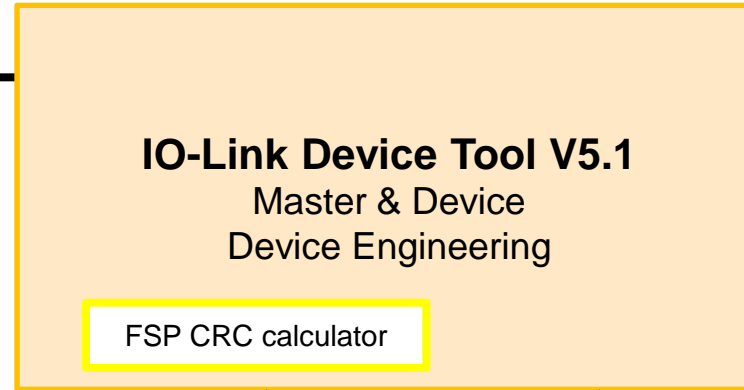 IO-Link Device Tool V5.1
Master & Device
Device Engineering
FSP CRC calculator